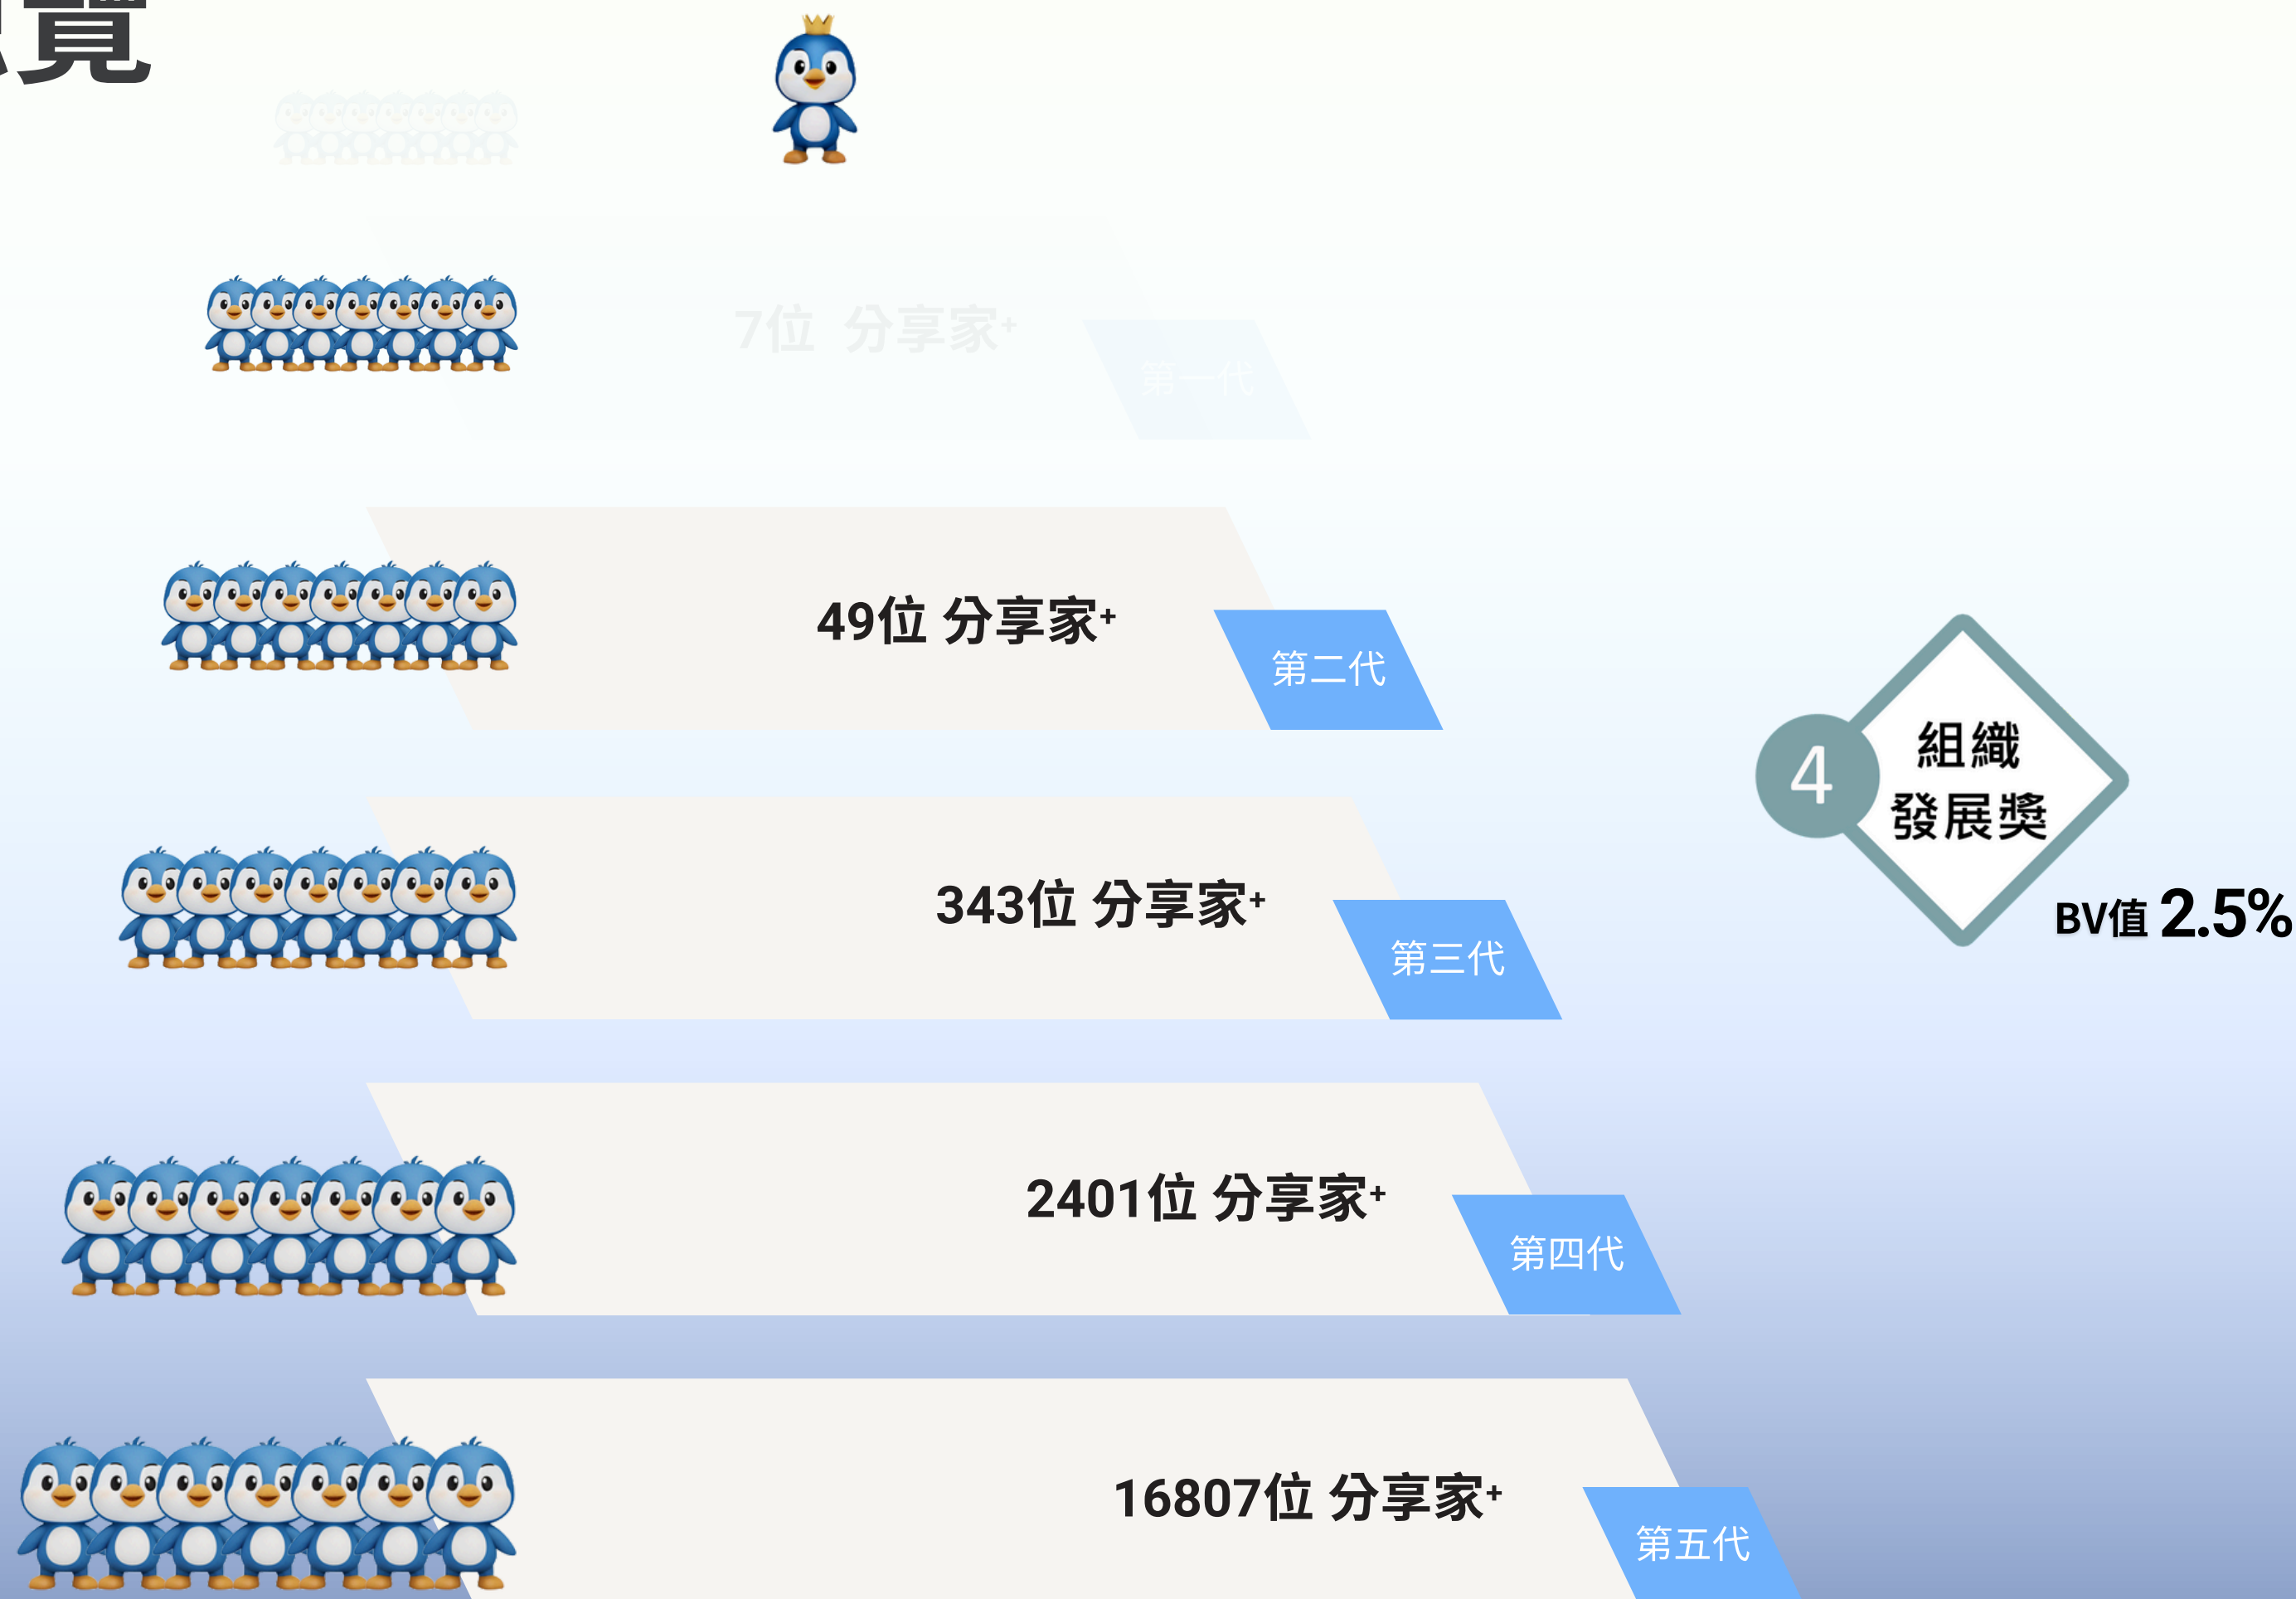 覽
7位 分享家+
第一代
49位 分享家+
第二代
4
組織
發展獎
343位 分享家+
BV值 2.5%
第三代
2401位 分享家+
第四代
16807位 分享家+
第五代